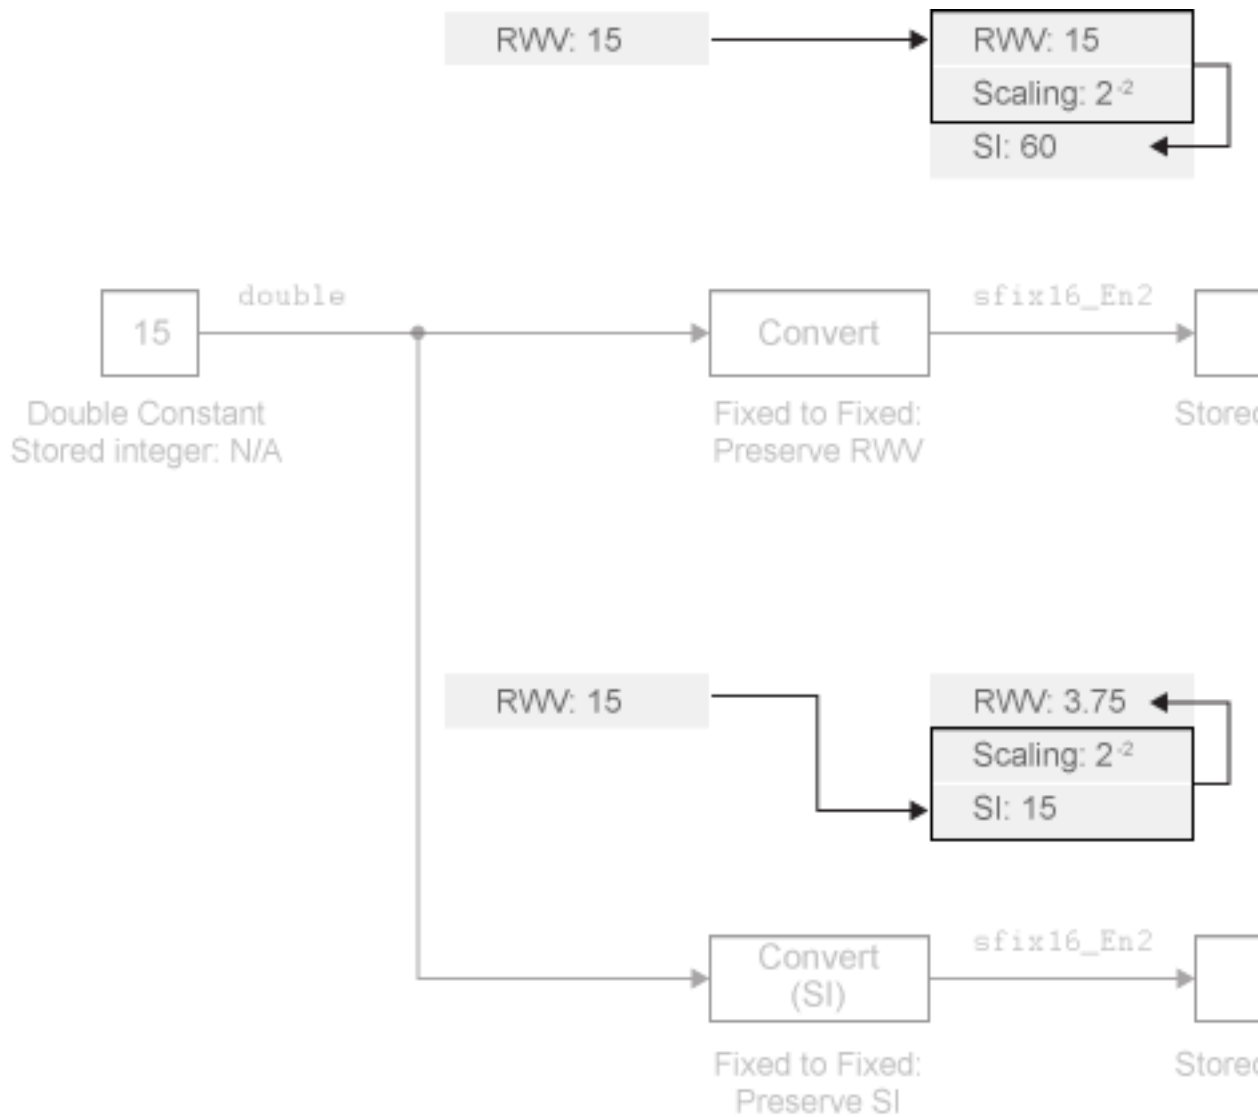 RWV: 15
RWV: 15
Scaling: 2-2
SI: 60
double
sfix16_En2
15
Convert
Double Constant
Stored integer: N/A
Fixed to Fixed:
Preserve RWV
Stored
RWV: 15
RWV: 3.75
Scaling: 2-2
SI: 15
sfix16_En2
Convert
(SI)
Fixed to Fixed:
Preserve SI
Stored